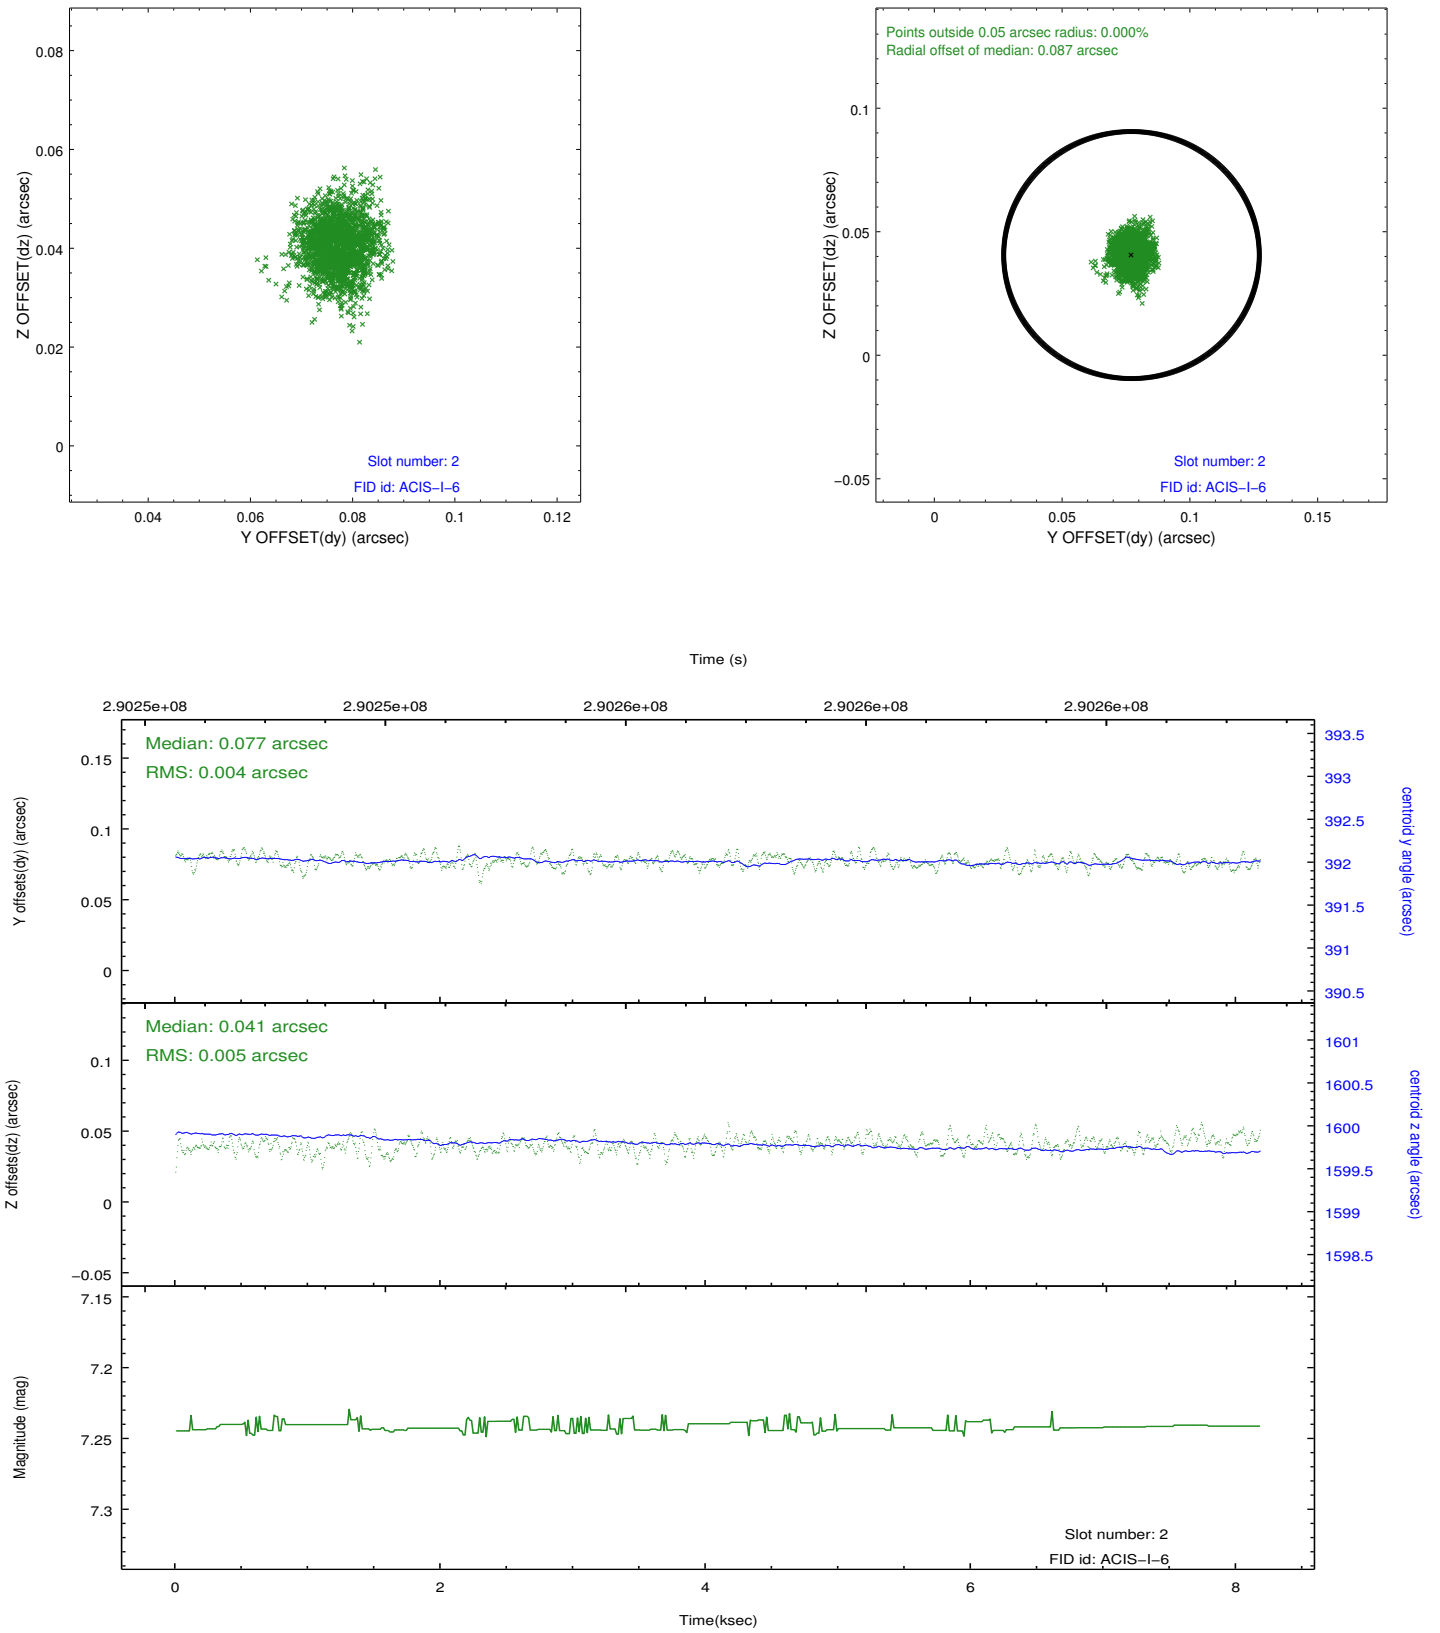 0.08
0.06
0.04
0.02
0
Z OFFSET(dz) (arcsec)
Slot number: 2
FID id: ACIS−I−6
0.04 0.06 0.08 0.1 0.12
Y OFFSET(dy) (arcsec)
Points outside 0.05 arcsec radius: 0.000%
Radial offset of median: 0.087 arcsec
0.1
0.05
0
−0.05
Z OFFSET(dz) (arcsec)
Slot number: 2
FID id: ACIS−I−6
0 0.05 0.1 0.15
Y OFFSET(dy) (arcsec)
Time (s)
2.9025e+08 2.9025e+08 2.9026e+08 2.9026e+08 2.9026e+08
Median: 0.077 arcsec
RMS: 0.004 arcsec
0.15
0.1
0.05
0
Y offsets(dy) (arcsec)
393.5
393
392.5
392
391.5
391
390.5
centroid y angle (arcsec)
Median: 0.041 arcsec
RMS: 0.005 arcsec
0.1
0.05
0
−0.05
Z offsets(dz) (arcsec)
1601
1600.5
1600
1599.5
1599
1598.5
centroid z angle (arcsec)
7.15
7.2
7.25
7.3
Magnitude (mag)
Slot number: 2
FID id: ACIS−I−6
0 2 4 6 8
Time(ksec)